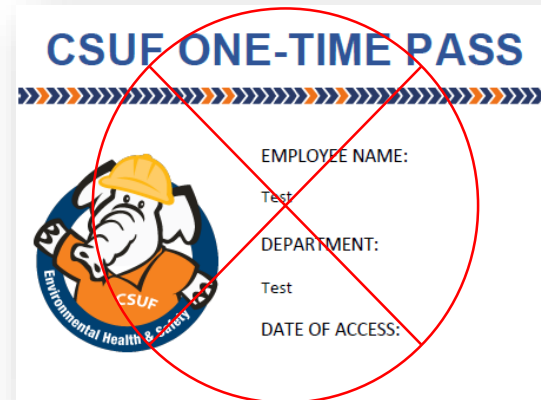 CSUF ONE-TIME PASS
EMPLOYEE NAME:
Test
DEPARTMENT:
Test
DATE OF ACCESS:
CSUF
Environmental Health & Safety